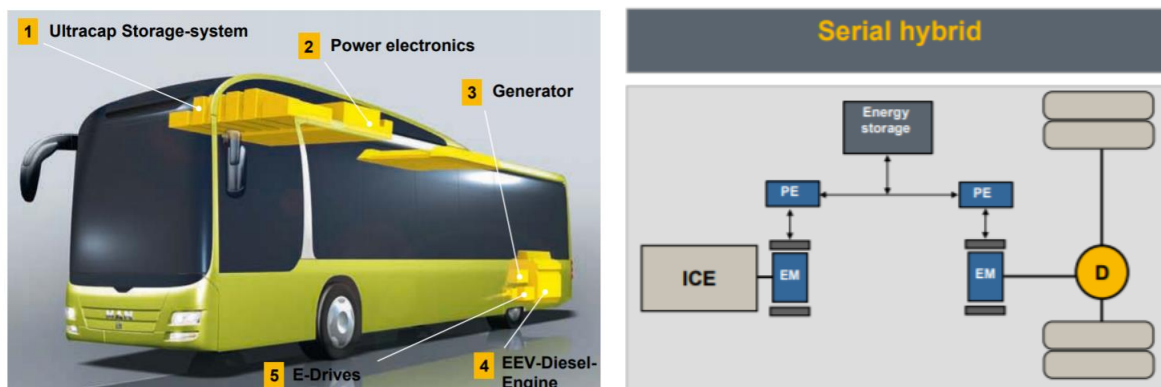 1 Ultracap Storage-system
2 Power electronics
3 Generator
MAN
5 E-Drives
4 EEV-Diesel-
Engine
Serial hybrid
Energy
storage
PE
PE
ICE
EM
EM
D